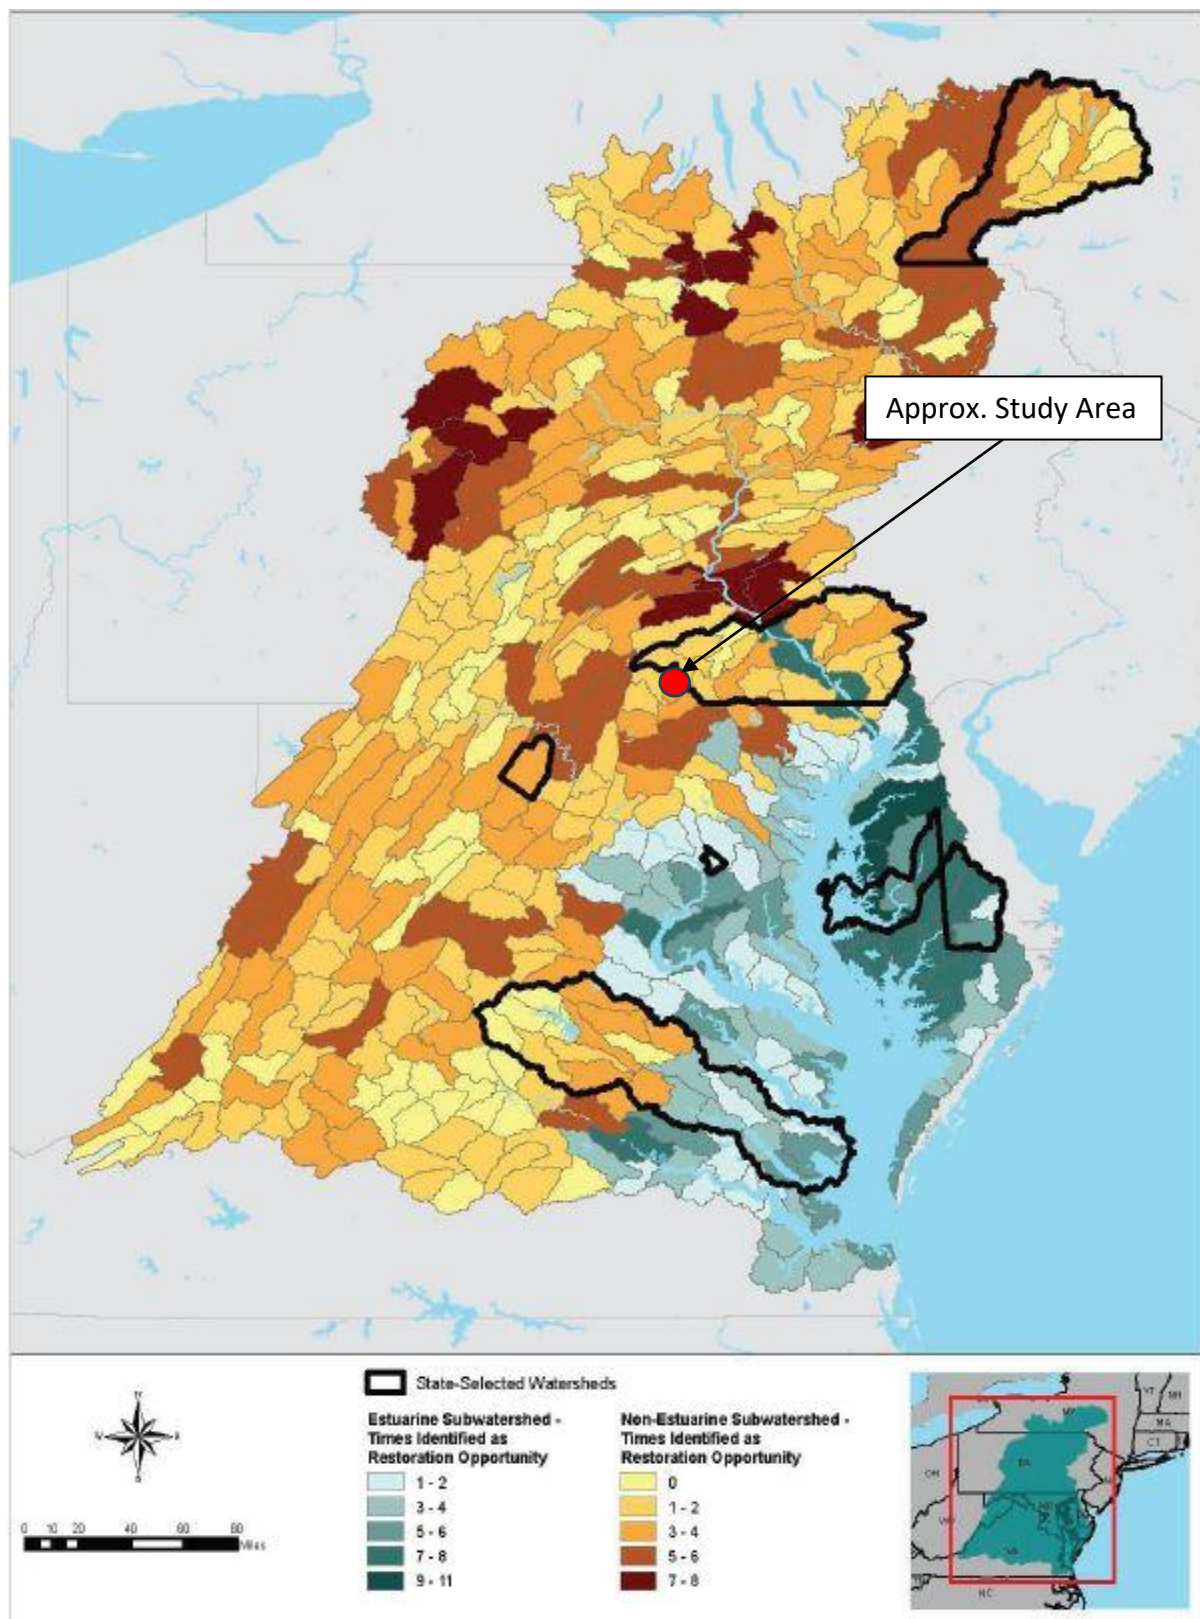 Approx. Study Area
State-Selected Watersheds
Estuarine Subwatershed -
Times Identified as
Restoration Opportunity
1 - 2
3 - 4
5 - 6
7 - 8
9 - 11
Non-Estuarine Subwatershed -
Times Identified as
Restoration Opportunity
0
1 - 2
3 - 4
5 - 6
7 - 8
N
W
S
0 10 20 40 60 80
Miles
VT
NH
NY
MA
CT
PA
OH
MD
VA
NC